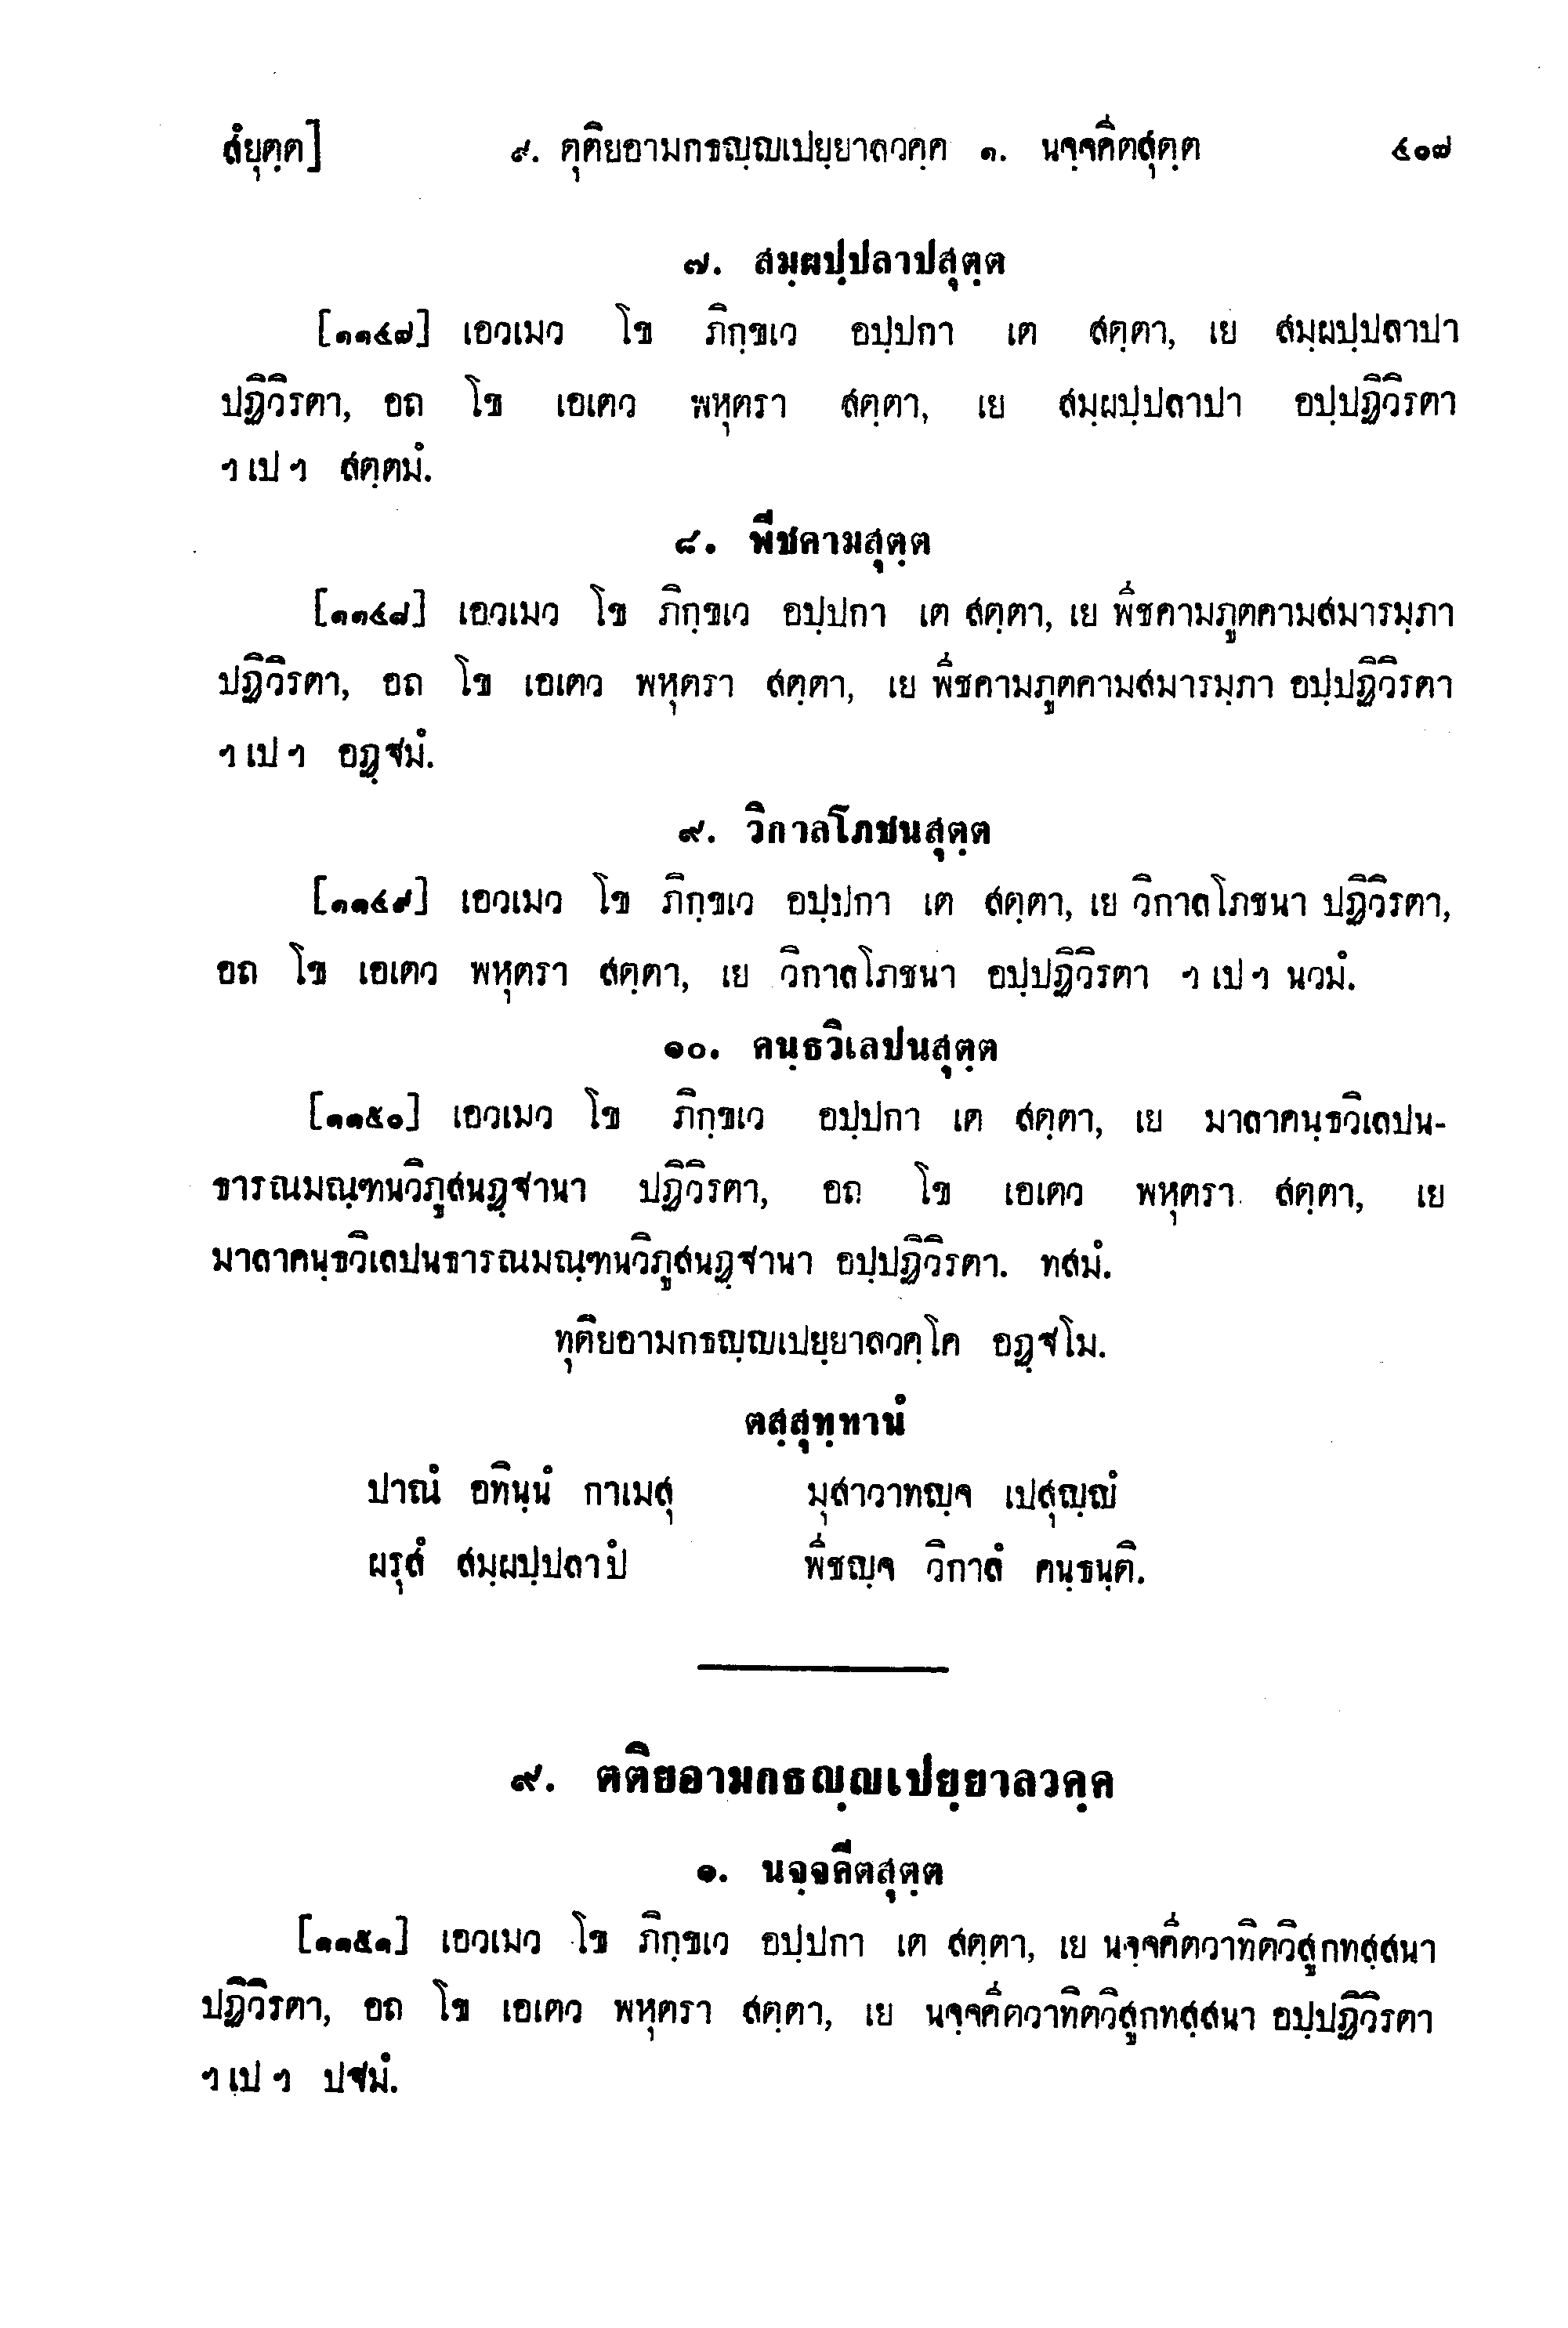 สํยุตฺต] ๙. ตุติยอามกธญฺญเปยฺยาลวคฺค ๑. นจฺจคีตสุตฺต ๔๐๗
๗. สมฺผปฺปลาปสุตฺต
[๑๑๔๗] เอวเมว โข ภิกฺขเว อปฺปกา เต สตฺตา, เย สมฺผปฺปลาปา
ปฏิวิรตา, อถ โข เอเตว พหุตรา สตฺตา, เย สมฺผปฺปลาปา อปฺปฏิวิรตา
ฯเปฯ สตฺตมํ.
๘. พีชคามสุตฺต
[๑๑๔๘] เอวเมว โข ภิกฺขเว อปฺปกา เต สตฺตา, เย พีชคามภูตคามสมารมฺภา
ปฏิวิรตา, อถ โข เอเตว พหุตรา สตฺตา, เย พีชคามภูตคามสมารมฺภา อปฺปฏิวิรตา
ฯเปฯ อฏฺฐมํ.
๙. วิกาลโภชนสุตฺต
[๑๑๔๙] เอวเมว โข ภิกฺขเว อปฺปกา เต สตฺตา, เย วิกาลโภชนา ปฏิวิรตา,
อถ โข เอเตว พหุตรา สตฺตา, เย วิกาลโภชนา อปฺปฏิวิรตา ฯเปฯ นวมํ.
๑๐. คนฺธวิเลปนสุตฺต
[๑๑๕๐] เอวเมว โข ภิกฺขเว อปฺปกา เต สตฺตา, เย มาลาคนฺธวิเลปน-
ธารณมณฺฑนวิภูสนฏฺฐานา ปฏิวิรตา, อถ โข เอเตว พหุตรา สตฺตา, เย
มาลาคนฺธวิเลปนธารณมณฺฑนวิภูสนฏฺฐานา อปฺปฏิวิรตา. ทสมํ.
ทุติยอามกธญฺญเปยฺยาลวคฺโค อฏฺฐโม.
ตสฺสุทฺทานํ
ปาณํ อทินฺนํ กาเมสุ มุสาวาทญฺจ เปสุญฺญํ
ผรุสํ สมฺผปฺปลาปํ พีชญฺจ วิกาลํ คนฺธนฺติ.
๙. ตติยอามกธญฺญเปยฺยาลวคฺค
๑. นจฺจคีตสุตฺต
[๑๑๕๑] เอวเมว โข ภิกฺขเว อปฺปกา เต สตฺตา, เย นจฺจคีตวาทิตวิสูกทสฺสนา
ปฏิวิรตา, อถ โข เอเตว พหุตรา สตฺตา, เย นจฺจคีตวาทิตวิสูกทสฺสนา อปฺปฏิวิรตา
ฯเปฯ ปฐมํ.